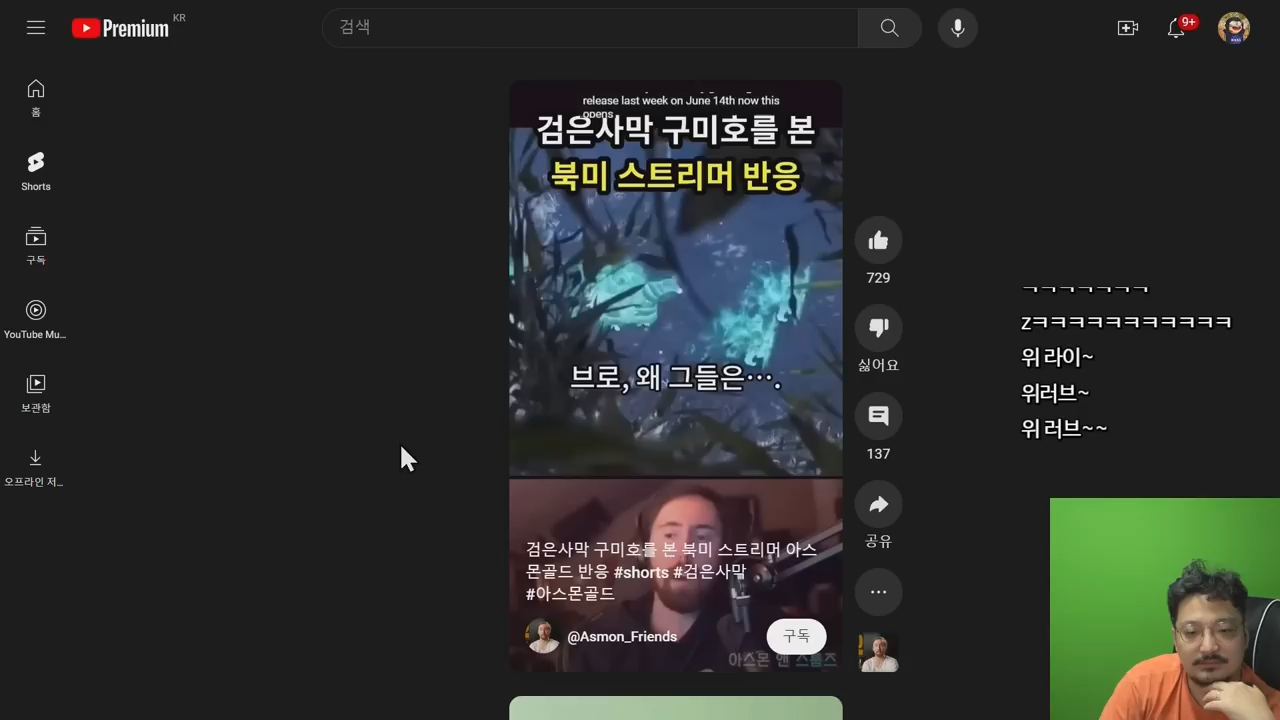 Premium KR
검색
9+
홈
Shorts
구독
YouTube Mu...
보관함
오프라인 저...
release last week on June 14th now this
opens
검은사막 구미호를 본
북미 스트리머 반응
브로, 왜 그들은….
검은사막 구미호를 본 북미 스트리머 아스
몬골드 반응 #shorts #검은사막
#아스몬골드
@Asmon_Friends
구독
아스몬 앤 스톰즈
729
싫어요
137
공유
zㅋㅋㅋㅋㅋㅋㅋㅋㅋㅋㅋ
위 라이~
위러브~
위 러브~~